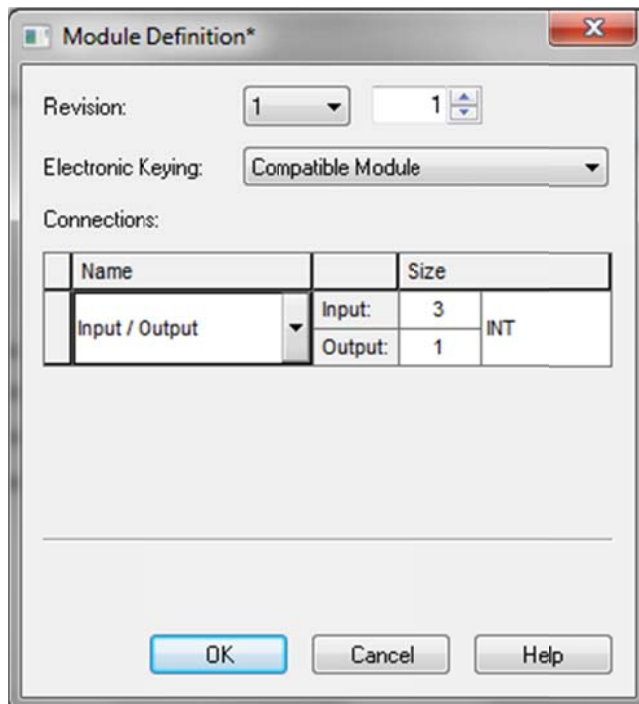 Module Definition*
Revision: 1 1
Electronic Keying: Compatible Module
Connections:
Name Size
Input / Output Input: 3 INT
Output: 1
OK Cancel Help